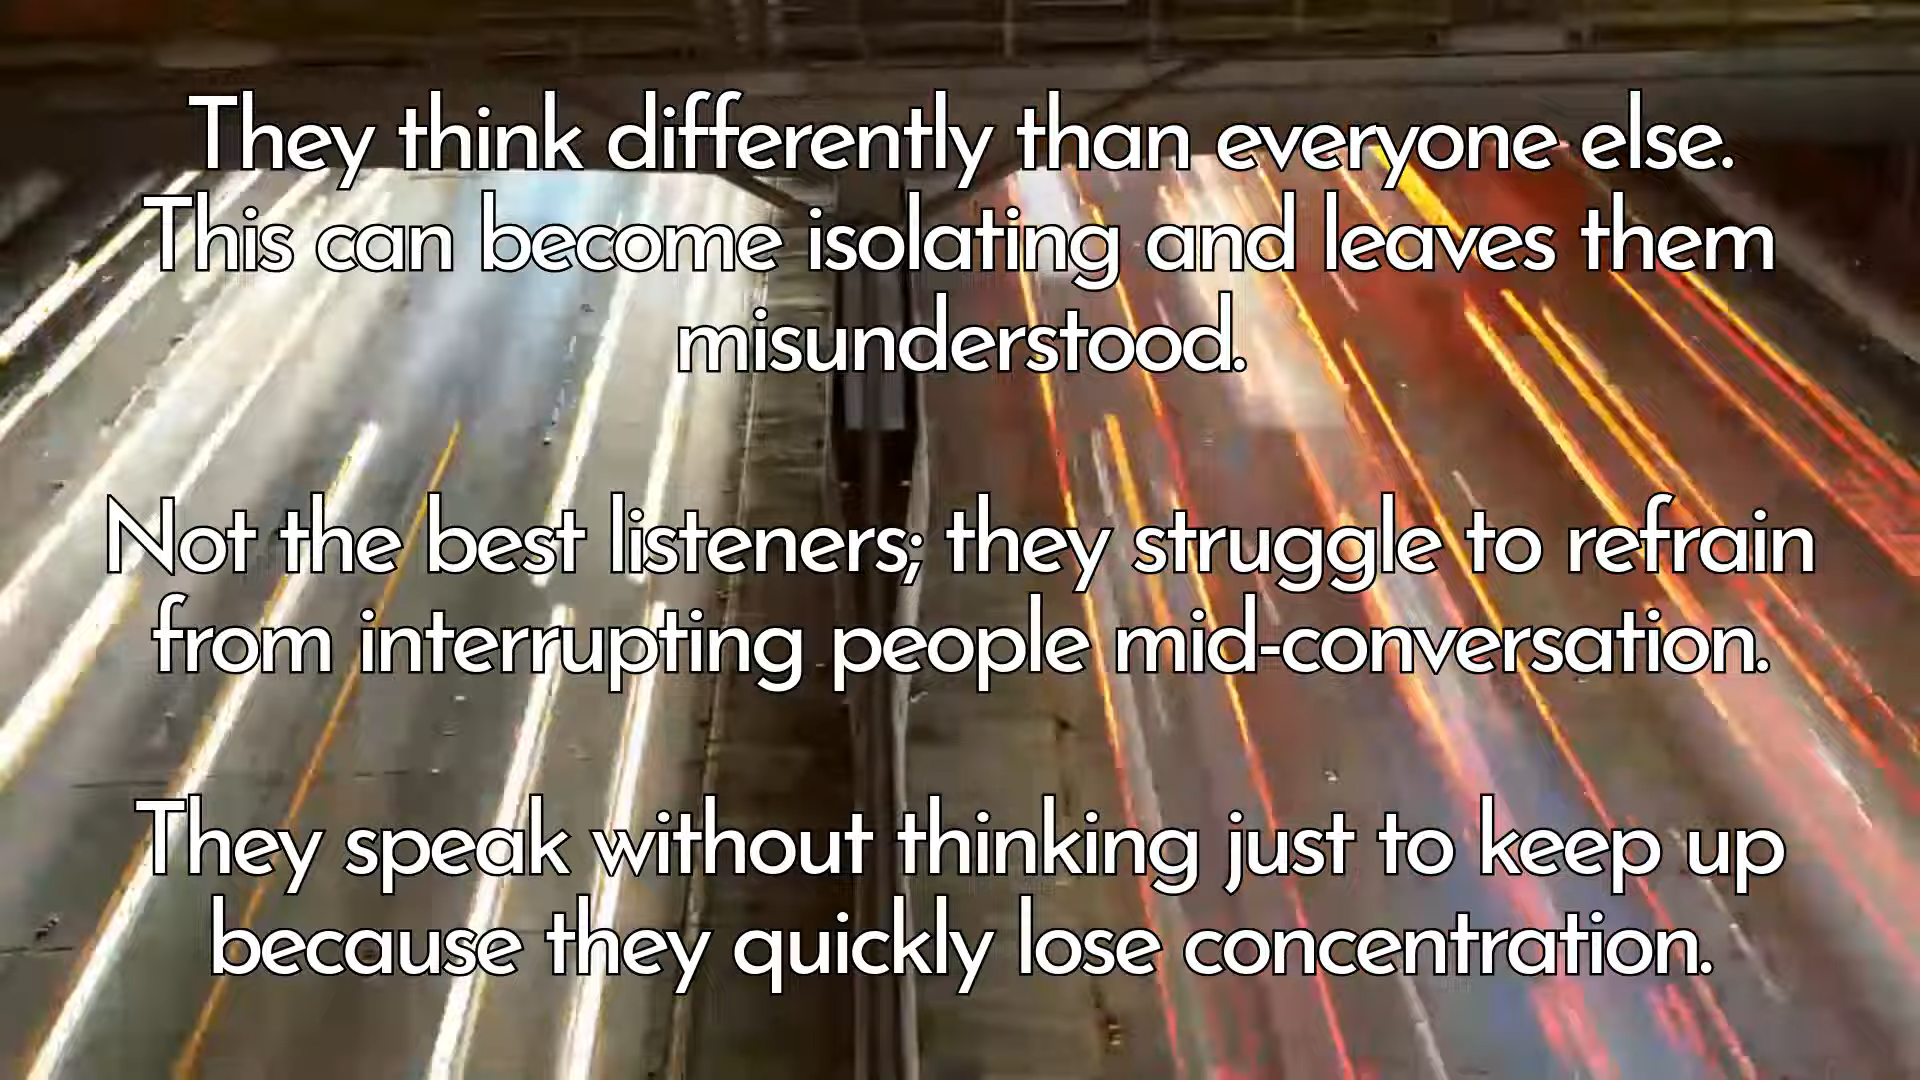 They think differently than everyone else.
This can become isolating and leaves them
misunderstood.
Not the best listeners; they struggle to refrain
from interrupting people mid-conversation.
They speak without thinking just to keep up
because they quickly lose concentration.